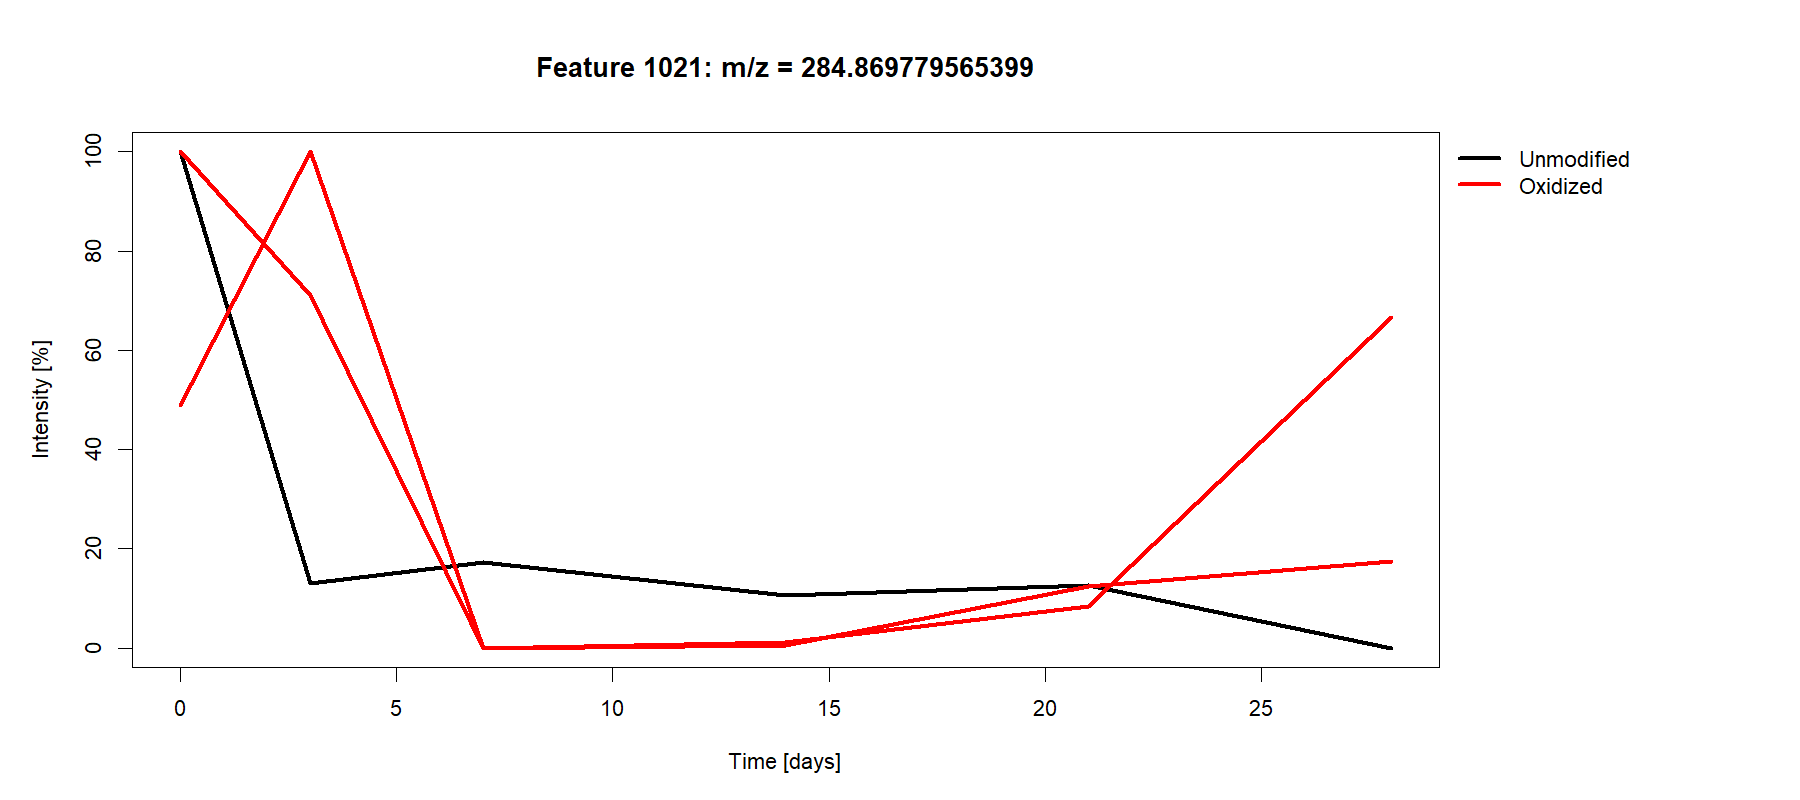 Feature 1021: m/z = 284.869779565399
Unmodified
Oxidized
Intensity [%]
100
80
60
40
20
0
0 5 10 15 20 25
Time [days]